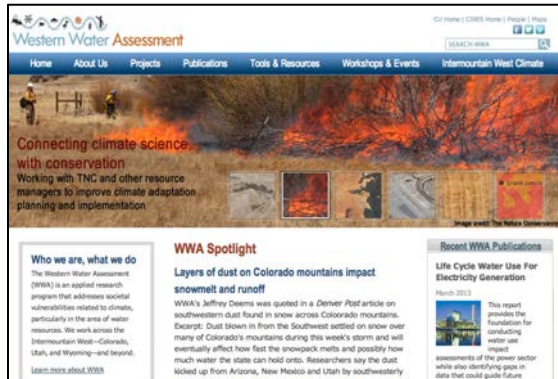 CU Home | CIRES Home | People | Maps
Western Water Assessment
SEARCH WWA
Home About Us Projects Publications Tools & Resources Workshops & Events Intermountain West Climate
Connecting climate science
with conservation
Working with TNC and other resource
managers to improve climate adaptation
planning and implementation
Image credit: The Nature Conservancy
Who we are, what we do
The Western Water Assessment
(WWA) is an applied research
program that addresses societal
vulnerabilities related to climate,
particularly in the area of water
resources. We work across the
Intermountain West—Colorado,
Utah, and Wyoming—and beyond.
Learn more about WWA
WWA Spotlight
Layers of dust on Colorado mountains impact
snowmelt and runoff
WWA's Jeffrey Deems was quoted in a Denver Post article on
southwestern dust found in snow across Coloorado moantains.
Excerpt: Dust blown in from the Southwest settled on snow over
many of Colorado's mountains during this week's storm and will
eventually affect how fast the snowpack melts and possibly how
much water the state can hold onto. Researchers say the dust
kicked up from Arizona, New Mexico and Utah by southwesterly
Recent WWA Publications
Life Cycle Water Use For
Electricity Generation
March 2013
This report
provides the
foundation for
conducting
water use
impact
assessments of the power sector
while also identifying gaps in
data that could guide future